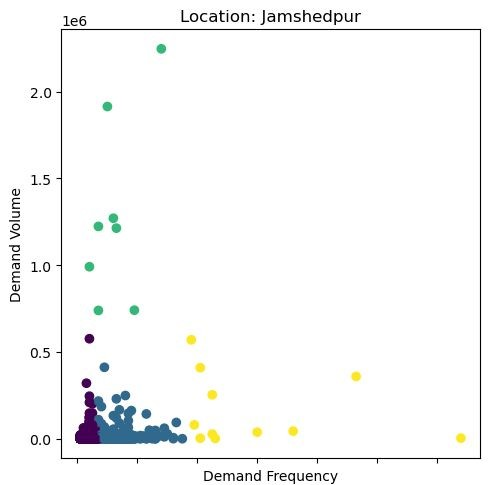 Location: Jamshedpur
1e6
2.0
1.5
1.0
0.5
0.0
Demand Volume
Demand Frequency